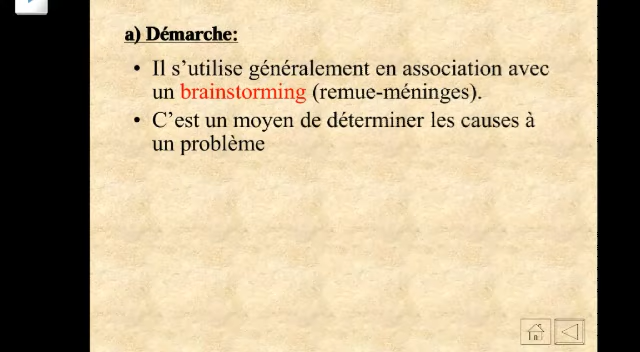 a) Démarche:
• Il s’utilise généralement en association avec
un brainstorming (remue-méninges).
• C’est un moyen de déterminer les causes à
un problème